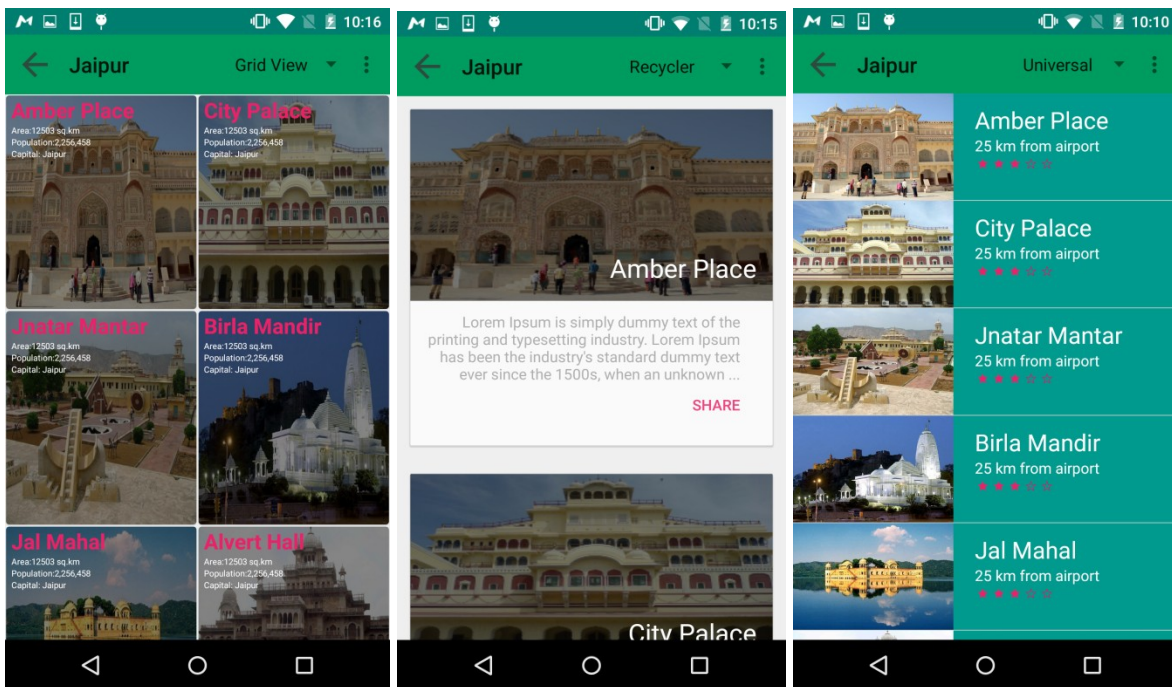 10:16
Jaipur
Grid View
Amber Place
Area:12503 sq.km
Population:2,256,458
Capital: Jaipur
City Palace
Area:12503 sq.km
Population:2,256,458
Capital: Jaipur
Jnatar Mantar
Area:12503 sq.km
Population:2,256,458
Capital: Jaipur
Birla Mandir
Area:12503 sq.km
Population:2,256,458
Capital: Jaipur
Jal Mahal
Area:12503 sq.km
Population:2,256,458
Capital: Jaipur
Alvert Hall
Area:12503 sq.km
Population:2,256,458
Capital: Jaipur
10:15
Jaipur
Recycler
Amber Place
Lorem Ipsum is simply dummy text of the
printing and typesetting industry. Lorem Ipsum
has been the industry's standard dummy text
ever since the 1500s, when an unknown ...
SHARE
City Palace
10:10
Jaipur
Universal
Amber Place
25 km from airport
City Palace
25 km from airport
Jnatar Mantar
25 km from airport
Birla Mandir
25 km from airport
Jal Mahal
25 km from airport